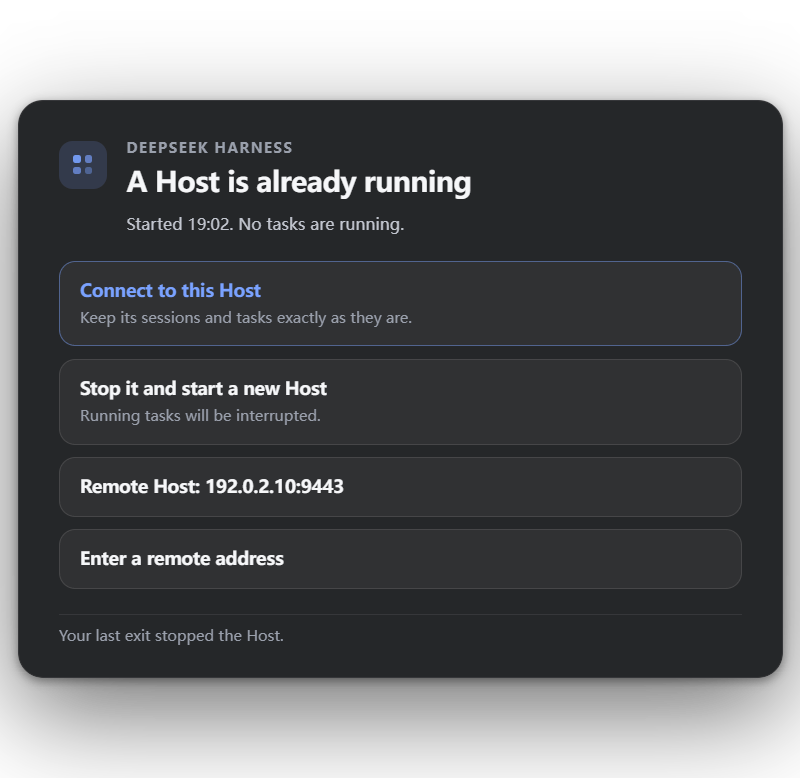 DEEPSEEK HARNESS
A Host is already running
Started 19:02. No tasks are running.
Connect to this Host
Keep its sessions and tasks exactly as they are.
Stop it and start a new Host
Running tasks will be interrupted.
Remote Host: 192.0.2.10:9443
Enter a remote address
Your last exit stopped the Host.